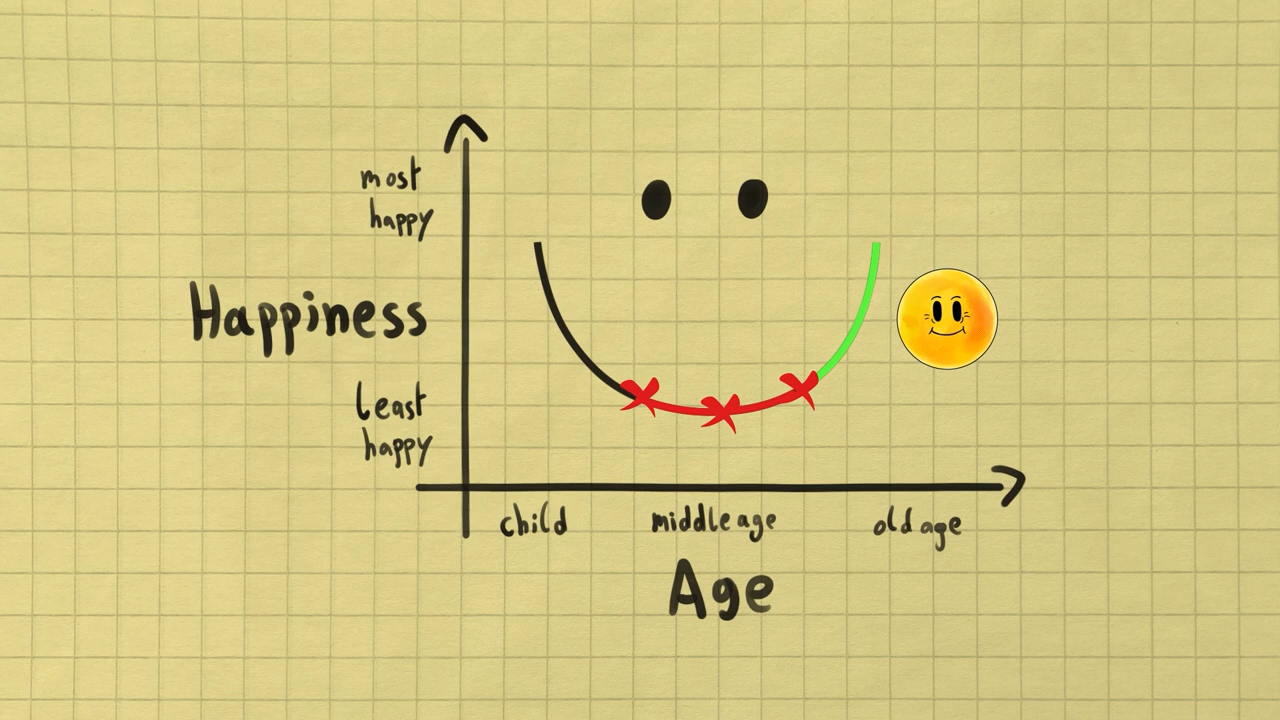 most
happy
Happiness
Least
happy
child
middle age
old age
Age